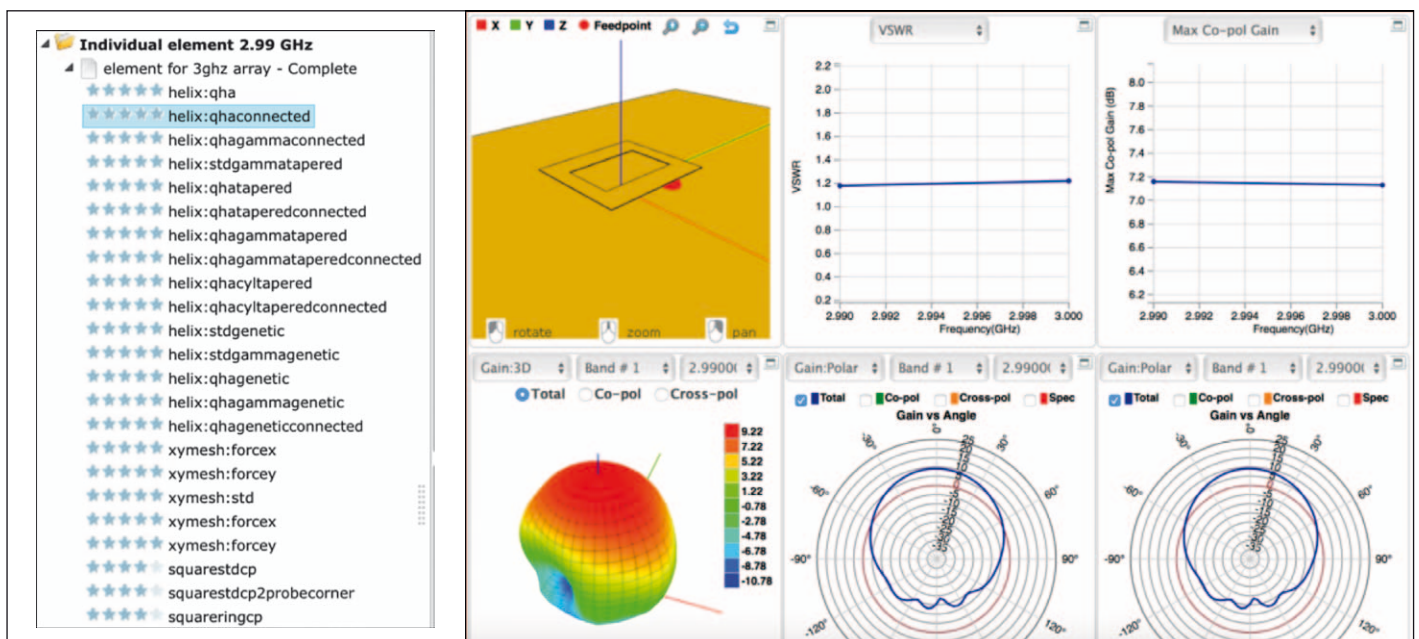 Individual element 2.99 GHz
element for 3ghz array - Complete
helix:qha
helix:qhaconnected
helix:qhagammaconnected
helix:stdgammatapered
helix:qhatapered
helix:qhataperedconnected
helix:qhagammatapered
helix:qhagammataperedconnected
helix:qhacyltapered
helix:qhacyltaperedconnected
helix:stdgenetic
helix:stdgammagenetic
helix:qhagenetic
helix:qhagammagenetic
helix:qhageneticconnected
xymesh:forcex
xymesh:forcey
xymesh:std
xymesh:forcex
xymesh:forcey
squarestdcp
squarestdcp2probecorner
squareringcp
X Y Z Feedpoint
rotate zoom pan
VSWR
2.2
2.0
1.8
1.6
1.4
1.2
1.0
0.8
0.6
0.4
0.2
VSWR
2.990 2.992 2.994 2.996 2.998 3.000
Frequency(GHz)
Max Co-pol Gain
8.0
7.8
7.6
7.4
7.2
7.0
6.8
6.6
6.4
6.2
Max Co-pol Gain (dB)
2.990 2.992 2.994 2.996 2.998 3.000
Frequency(GHz)
Gain:3D Band # 1 2.9900(
Total Co-pol Cross-pol
9.22
7.22
5.22
3.22
1.22
-0.78
-2.78
-4.78
-6.78
-8.78
-10.78
Gain:Polar Band # 1 2.9900(
Total Co-pol Cross-pol Spec
Gain vs Angle
0°
-30° 30°
-60° 60°
-90° 90°
-120° 120°
Gain:Polar Band # 1 2.9900(
Total Co-pol Cross-pol Spec
Gain vs Angle
0°
-30° 30°
-60° 60°
-90° 90°
-120° 120°